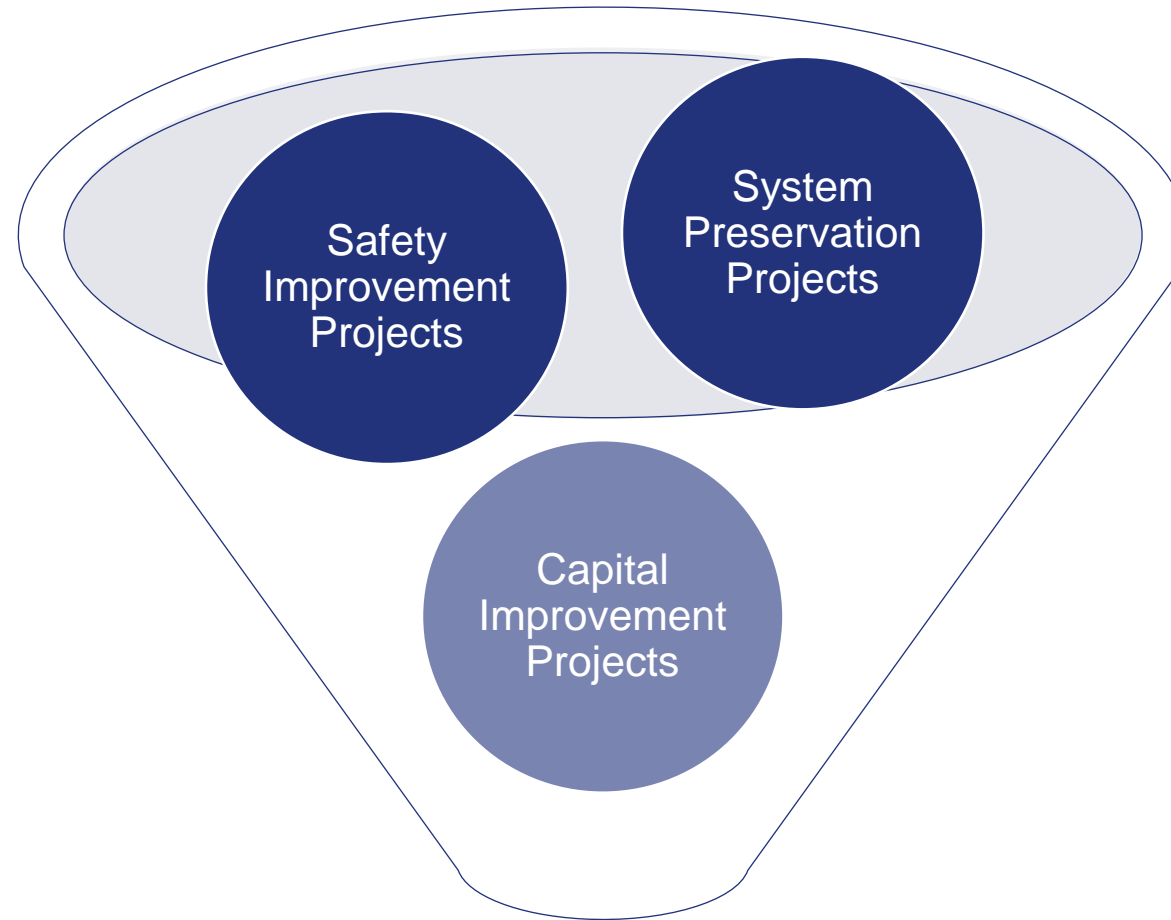 Safety
Improvement
Projects
System
Preservation
Projects
Capital
Improvement
Projects